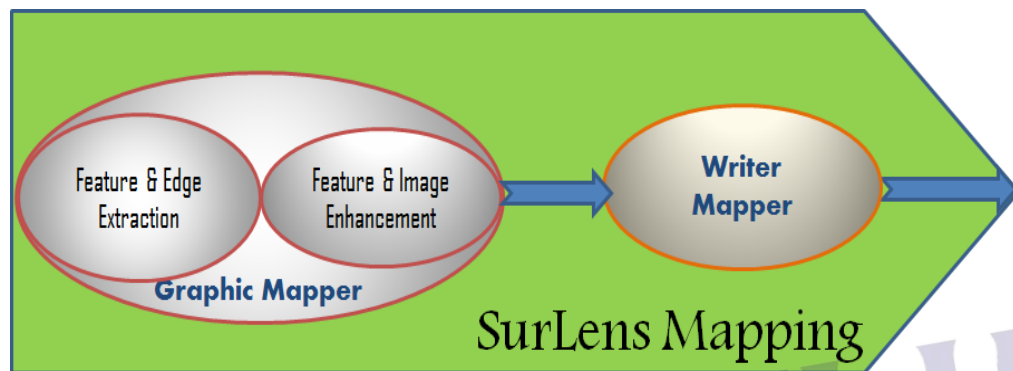 Feature & Edge
Extraction
Feature & Image
Enhancement
Graphic Mapper
Writer
Mapper
SurLens Mapping